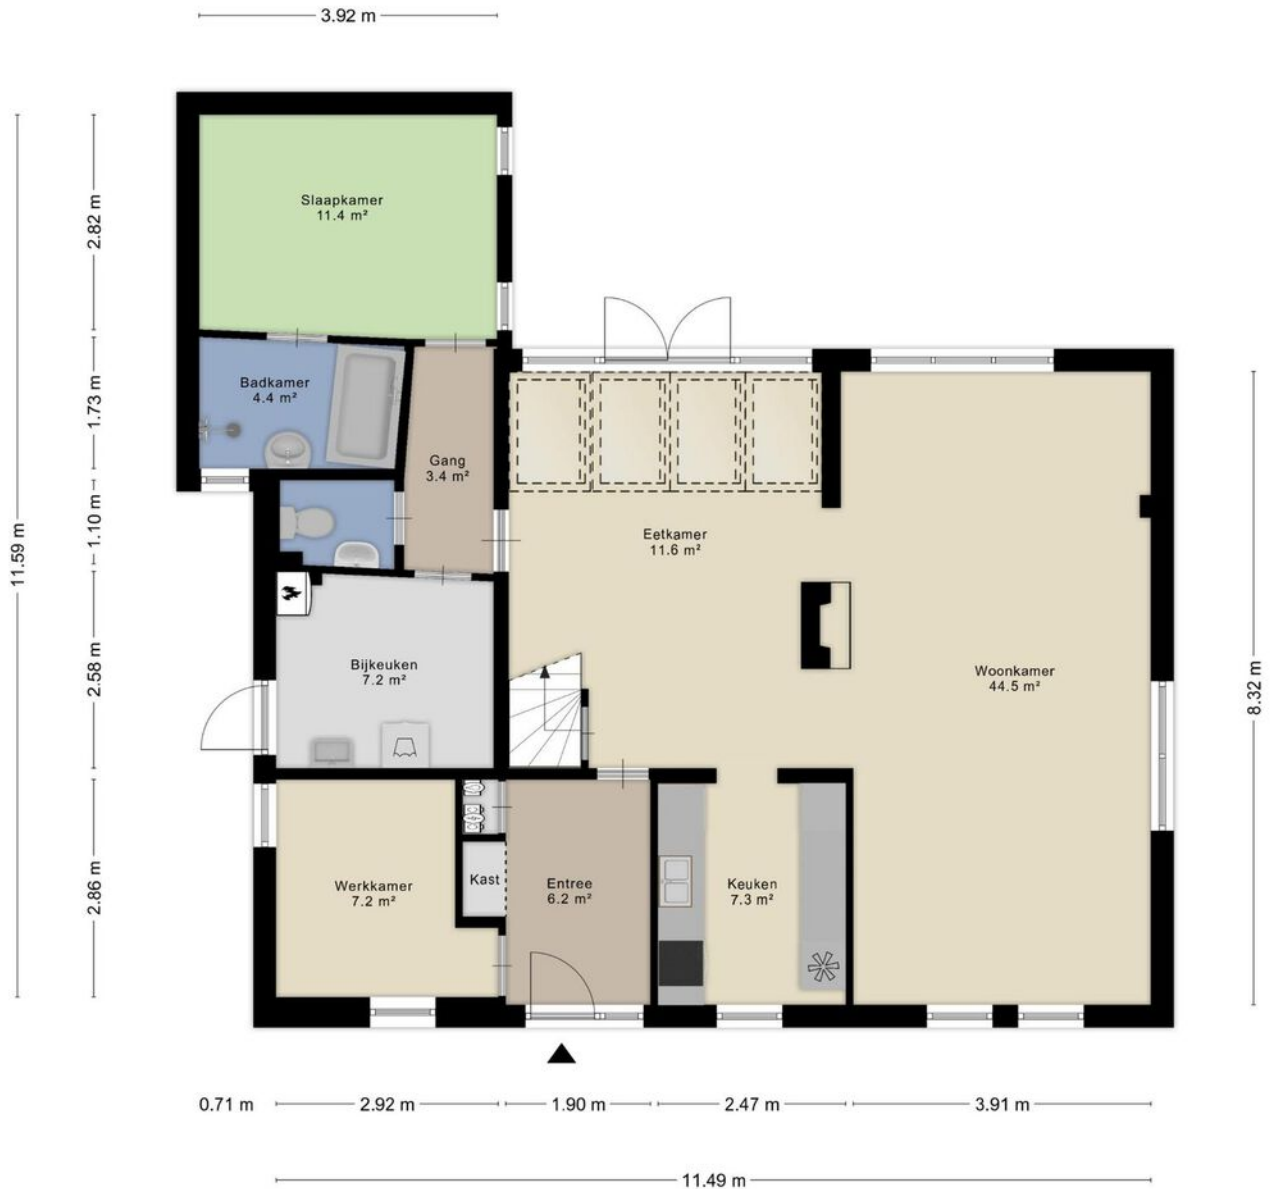 3.92 m
Slaapkamer
11.4 m²
2.82 m
Badkamer
4.4 m²
1.73 m
Gang
3.4 m²
1.10 m
Eetkamer
11.6 m²
11.59 m
Bijkeuken
7.2 m²
2.58 m
Woonkamer
44.5 m²
8.32 m
Werkkamer
7.2 m²
Kast
Entree
6.2 m²
Keuken
7.3 m²
2.86 m
0.71 m
2.92 m
1.90 m
2.47 m
3.91 m
11.49 m